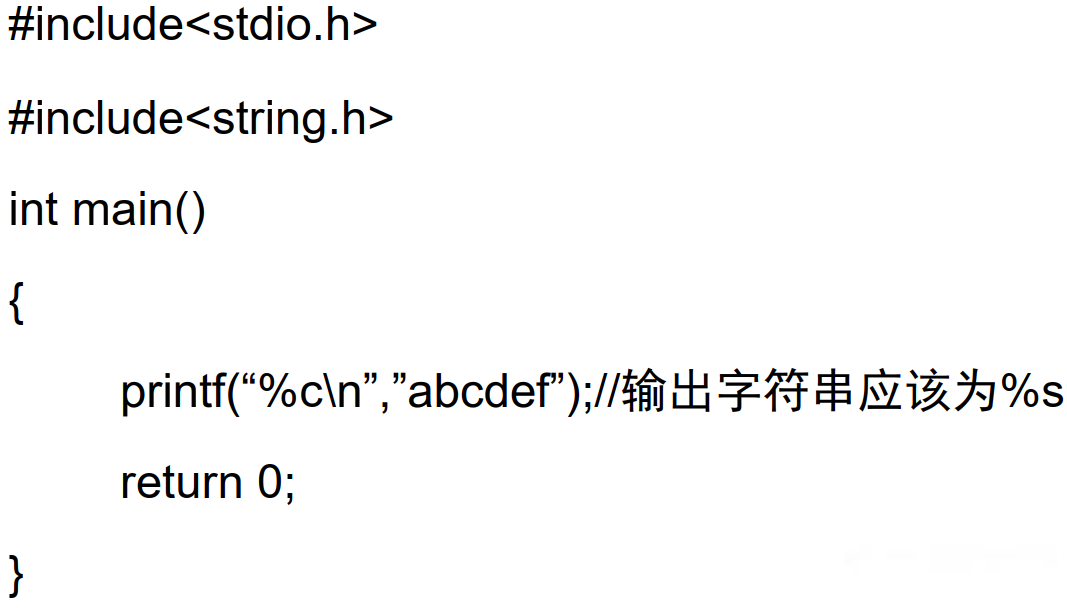 #include<stdio.h>
#include<string.h>
int main()
{
printf(“%c\n”,”abcdef”);//输出字符串应该为%s
return 0;
}